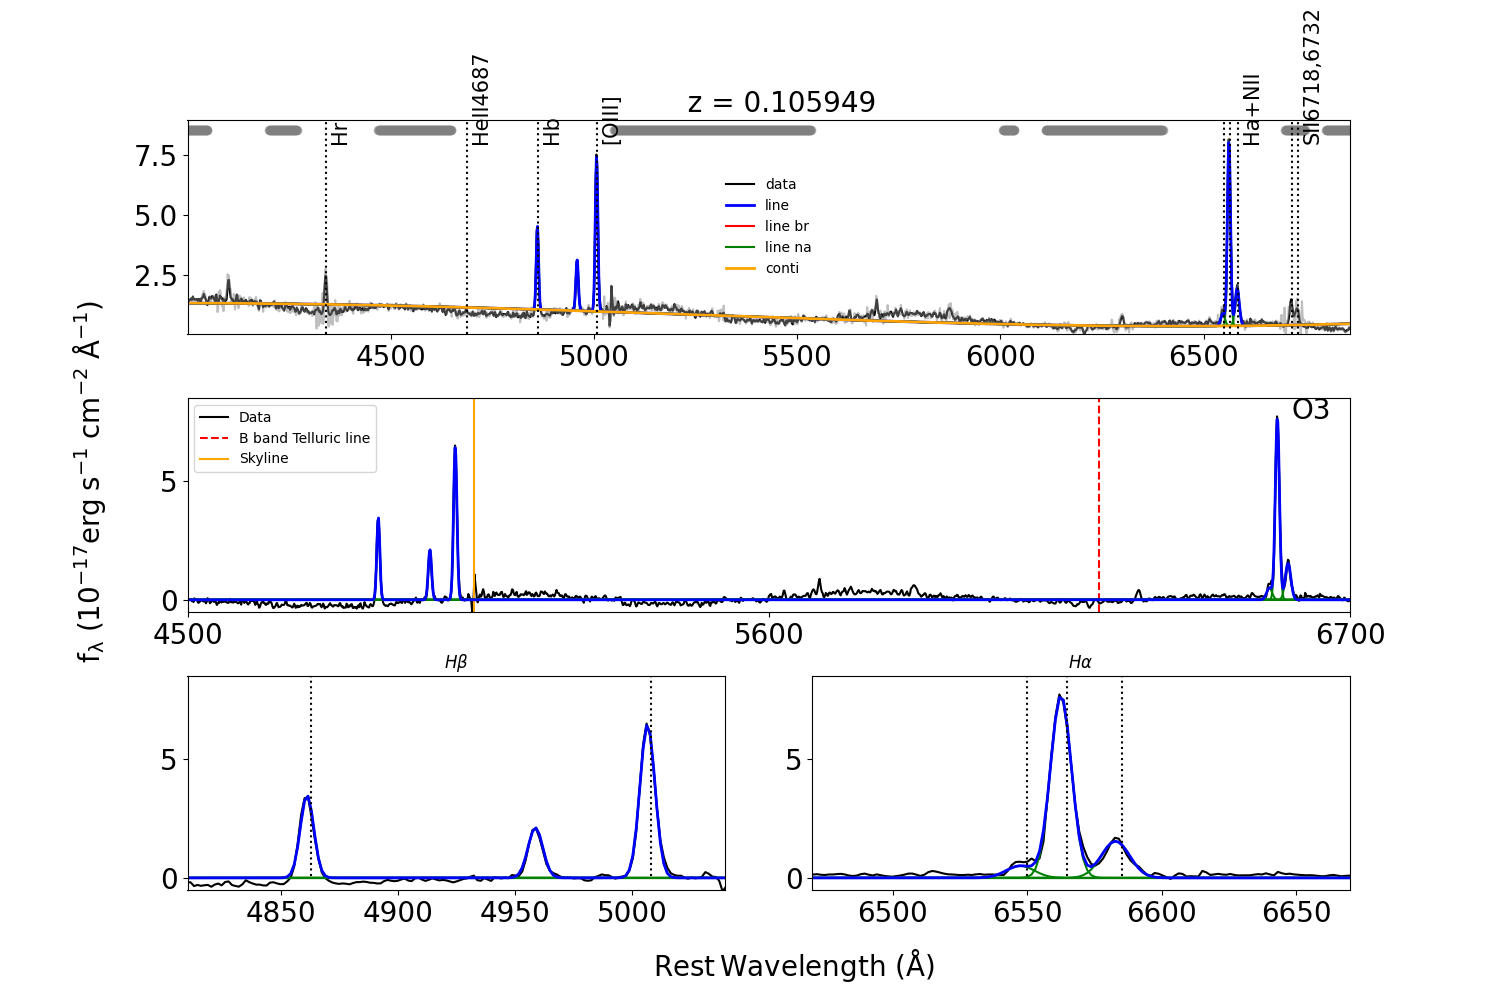 z = 0.105949
Hr
HeII4687
Hb
[OIII]
Ha+NII
SII6718,6732
7.5
5.0
2.5
data
line
line br
line na
conti
4500
5000
5500
6000
6500
f_λ (10^{-17}erg s^{-1} cm^{-2} Å^{-1})
Data
B band Telluric line
Skyline
O3
5
0
4500
5600
6700
Hβ
5
0
4850
4900
4950
5000
Hα
5
0
6500
6550
6600
6650
Rest Wavelength (Å)